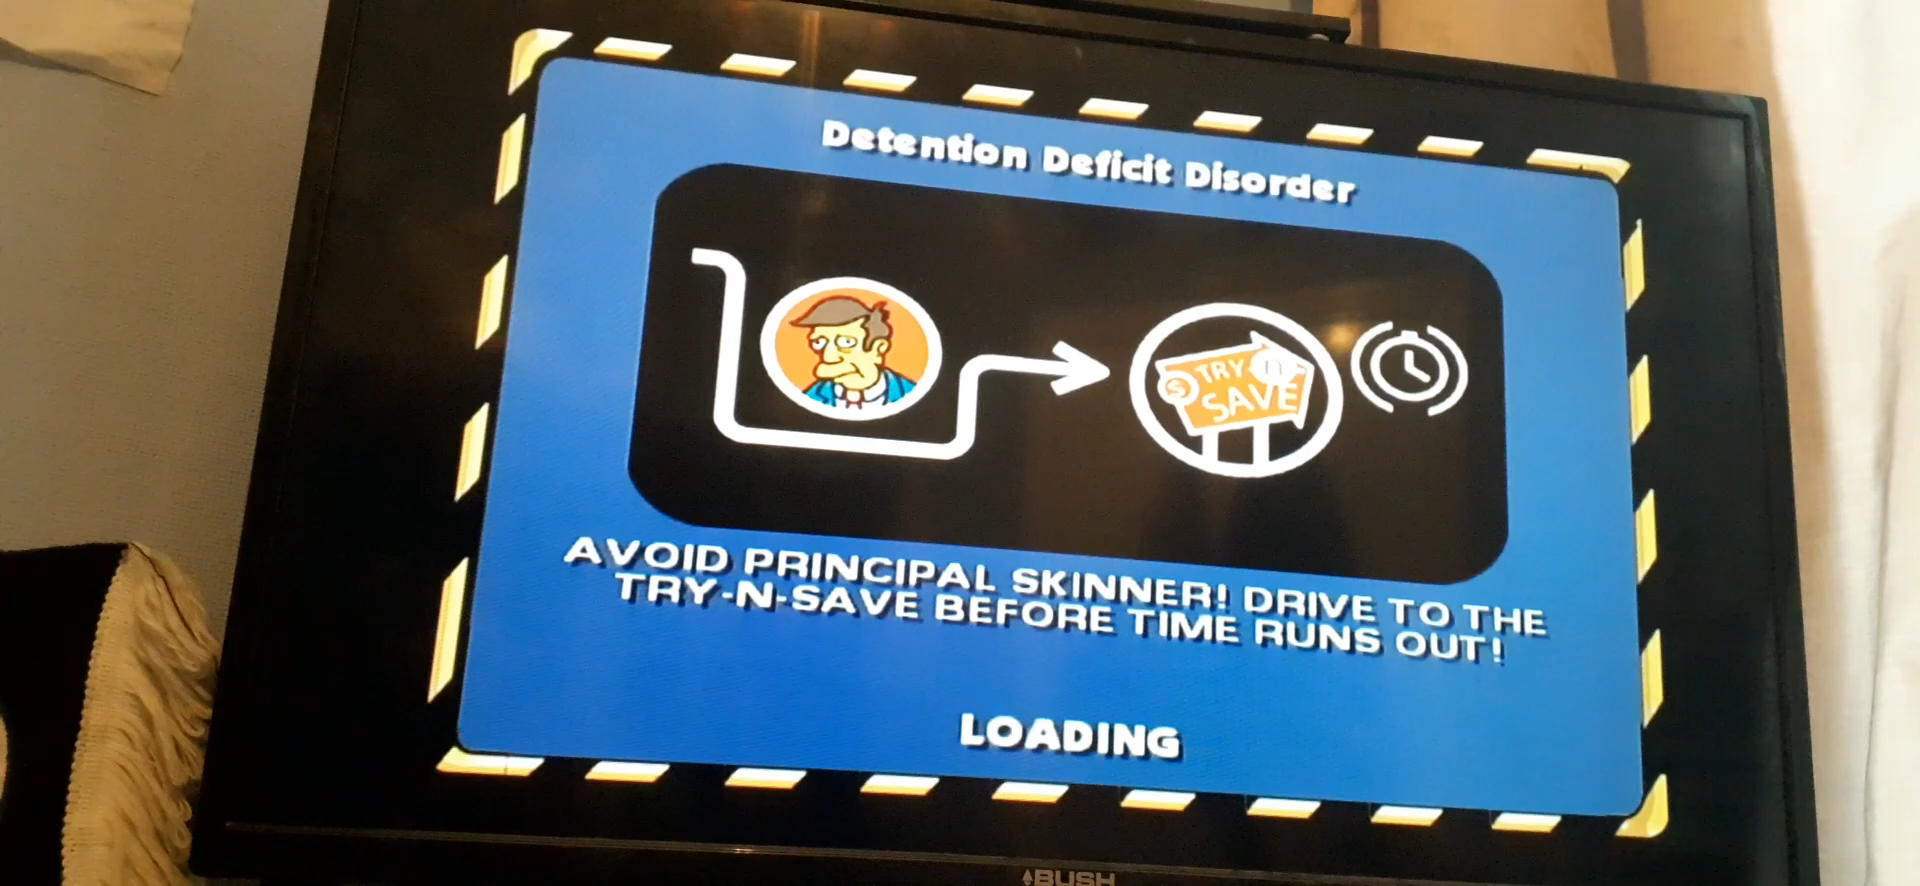 Detention Deficit Disorder
TRY-N
$
SAVE
AVOID PRINCIPAL SKINNER! DRIVE TO THE
TRY-N-SAVE BEFORE TIME RUNS OUT!
LOADING
BUSH